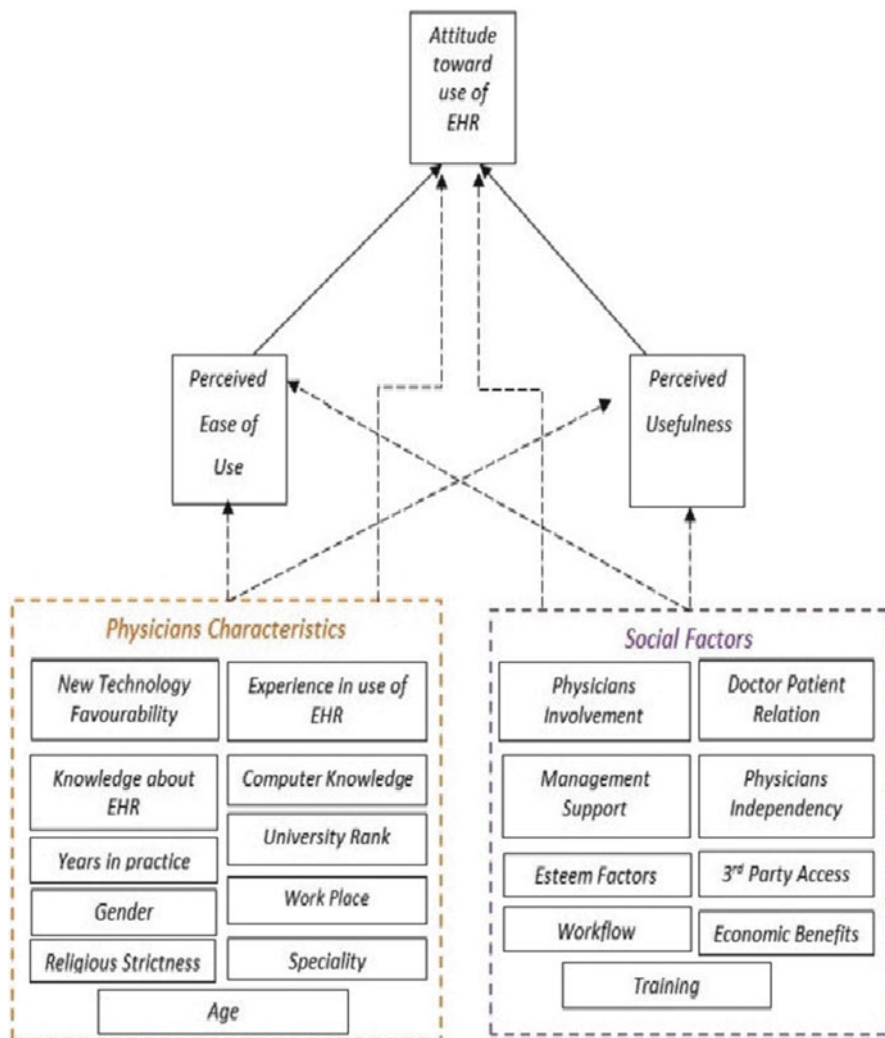 Attitude
toward
use of
EHR
Perceived
Ease of
Use
Perceived
Usefulness
Physicians Characteristics
New Technology
Favourability
Experience in use of
EHR
Knowledge about
EHR
Computer Knowledge
University Rank
Years in practice
Work Place
Gender
Religious Strictness
Speciality
Age
Social Factors
Physicians
Involvement
Doctor Patient
Relation
Management
Support
Physicians
Independency
Esteem Factors
3rd Party Access
Workflow
Economic Benefits
Training